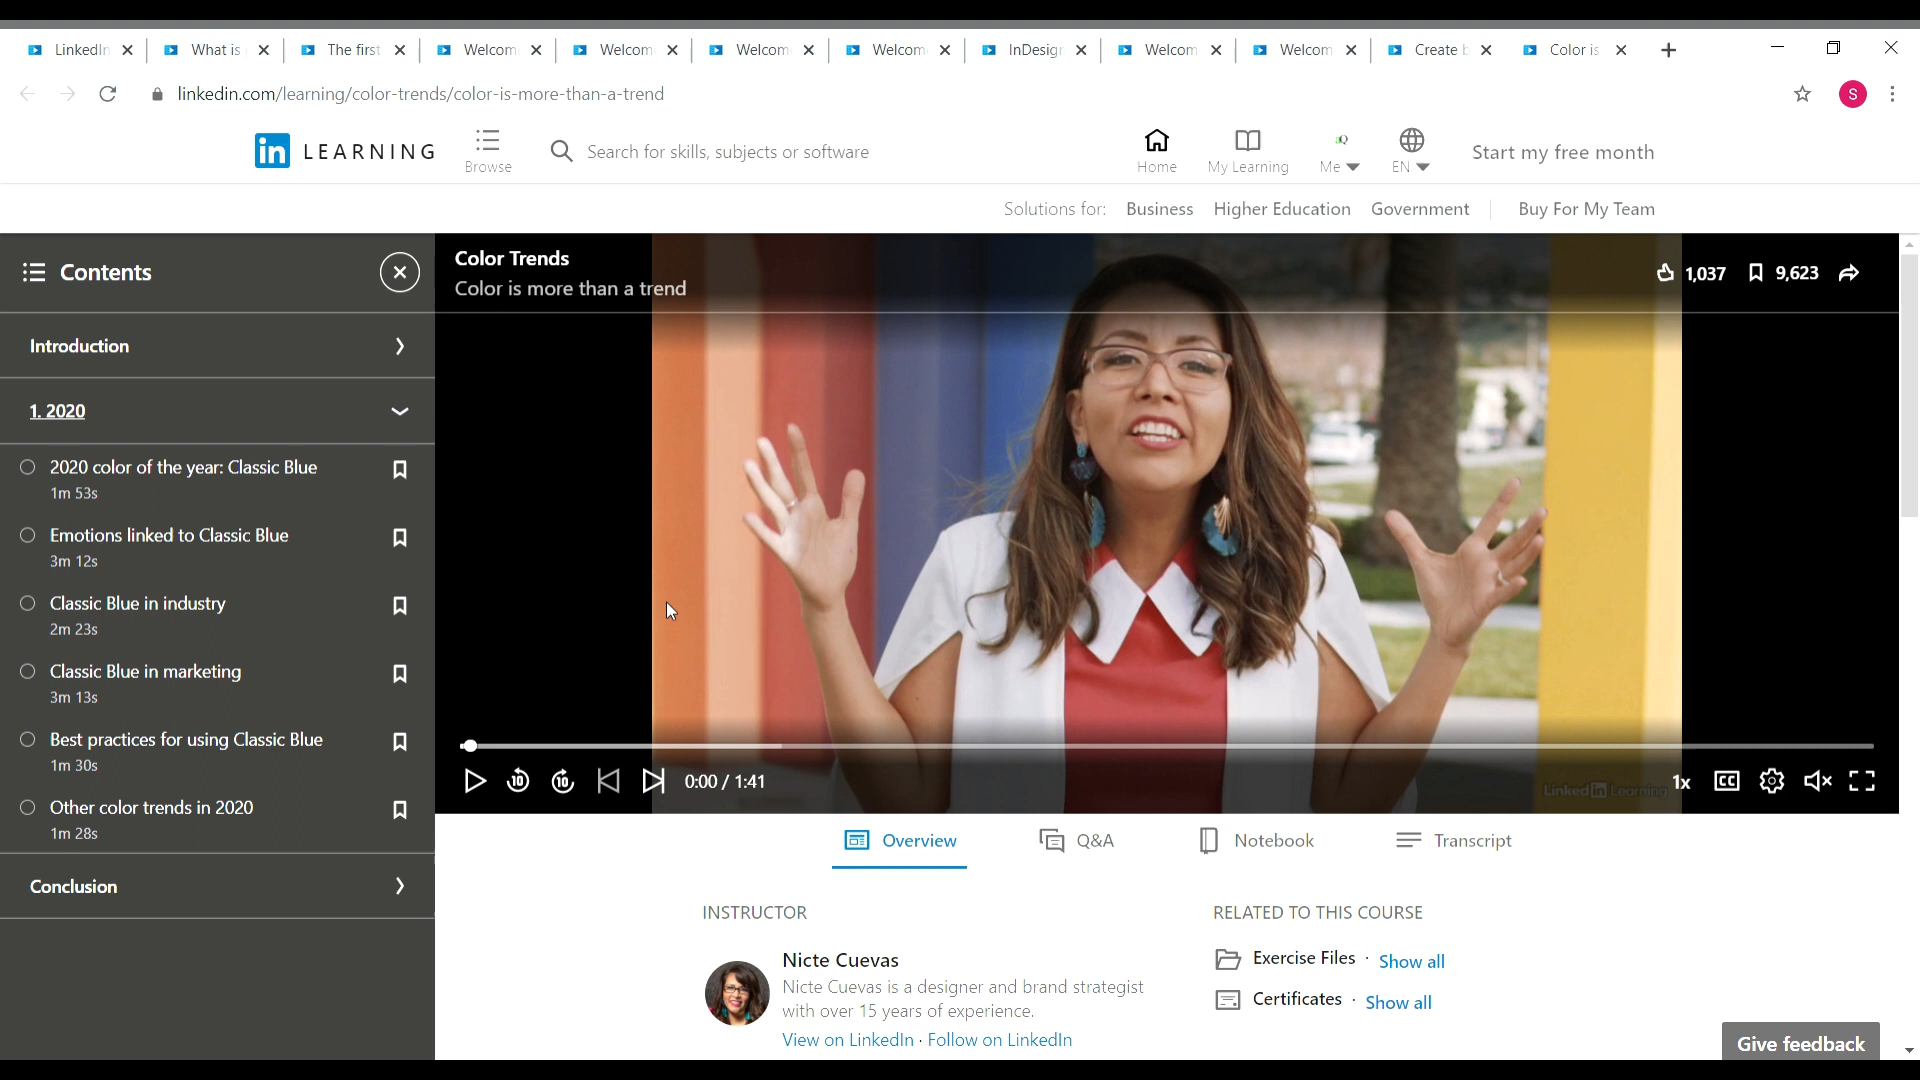 LinkedIn
What is
The first
Welcom
Welcom
Welcom
Welcom
InDesig
Welcom
Welcom
Create b
Color is
linkedin.com/learning/color-trends/color-is-more-than-a-trend
S
in LEARNING
Browse
Search for skills, subjects or software
Home
My Learning
Me
EN
Start my free month
Solutions for: Business Higher Education Government Buy For My Team
Contents
Introduction
1. 2020
2020 color of the year: Classic Blue
1m 53s
Emotions linked to Classic Blue
3m 12s
Classic Blue in industry
2m 23s
Classic Blue in marketing
3m 13s
Best practices for using Classic Blue
1m 30s
Other color trends in 2020
1m 28s
Conclusion
Color Trends
Color is more than a trend
1,037 9,623
10 10 0:00 / 1:41
LinkedIn Learning
1x CC
Overview Q&A Notebook Transcript
INSTRUCTOR
Nicte Cuevas
Nicte Cuevas is a designer and brand strategist
with over 15 years of experience.
View on LinkedIn · Follow on LinkedIn
RELATED TO THIS COURSE
Exercise Files · Show all
Certificates · Show all
Give feedback